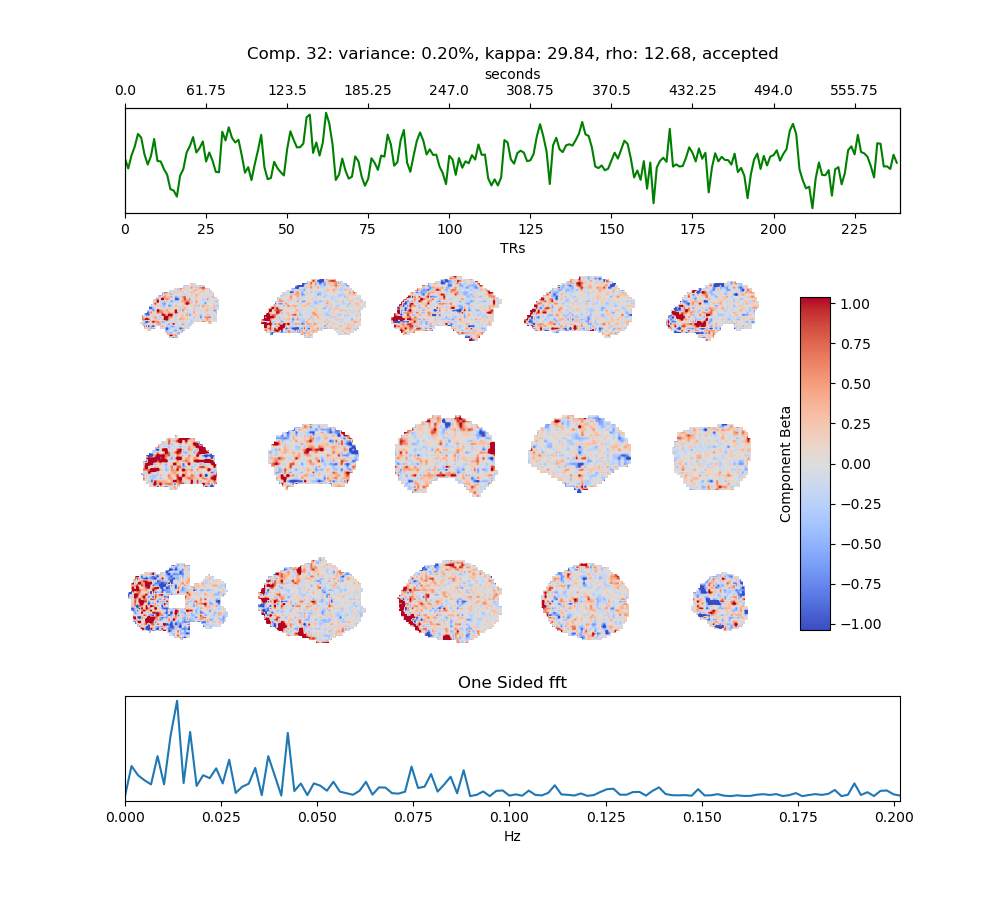 Comp. 32: variance: 0.20%, kappa: 29.84, rho: 12.68, accepted
seconds
0.0 61.75 123.5 185.25 247.0 308.75 370.5 432.25 494.0 555.75
0 25 50 75 100 125 150 175 200 225
TRs
1.00
0.75
0.50
0.25
0.00
−0.25
−0.50
−0.75
−1.00
Component Beta
One Sided fft
0.000 0.025 0.050 0.075 0.100 0.125 0.150 0.175 0.200
Hz